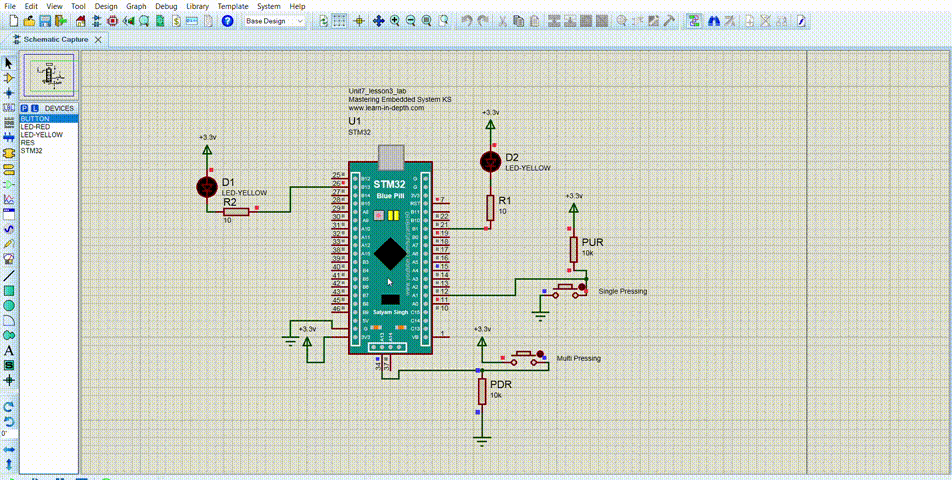 File Edit View Tool Design Graph Debug Library Template System Help
Base Design
Schematic Capture
P L DEVICES
BUTTON
LED-RED
LED-YELLOW
RES
STM32
Unit7_lesson3_lab
Mastering Embedded System KS
www.learn-in-depth.com
U1
STM32
+3.3v
D1
LED-YELLOW
R2
10
+3.3v
D2
LED-YELLOW
R1
10
STM32
Blue Pill
Satyam Singh
25
26
27
28
29
30
31
32
33
38
39
40
41
42
43
45
46
7
22
21
19
18
17
16
15
14
13
12
11
10
1
34
37
+3.3v
PUR
10k
Single Pressing
+3.3v
+3.3v
Multi Pressing
PDR
10k
0°